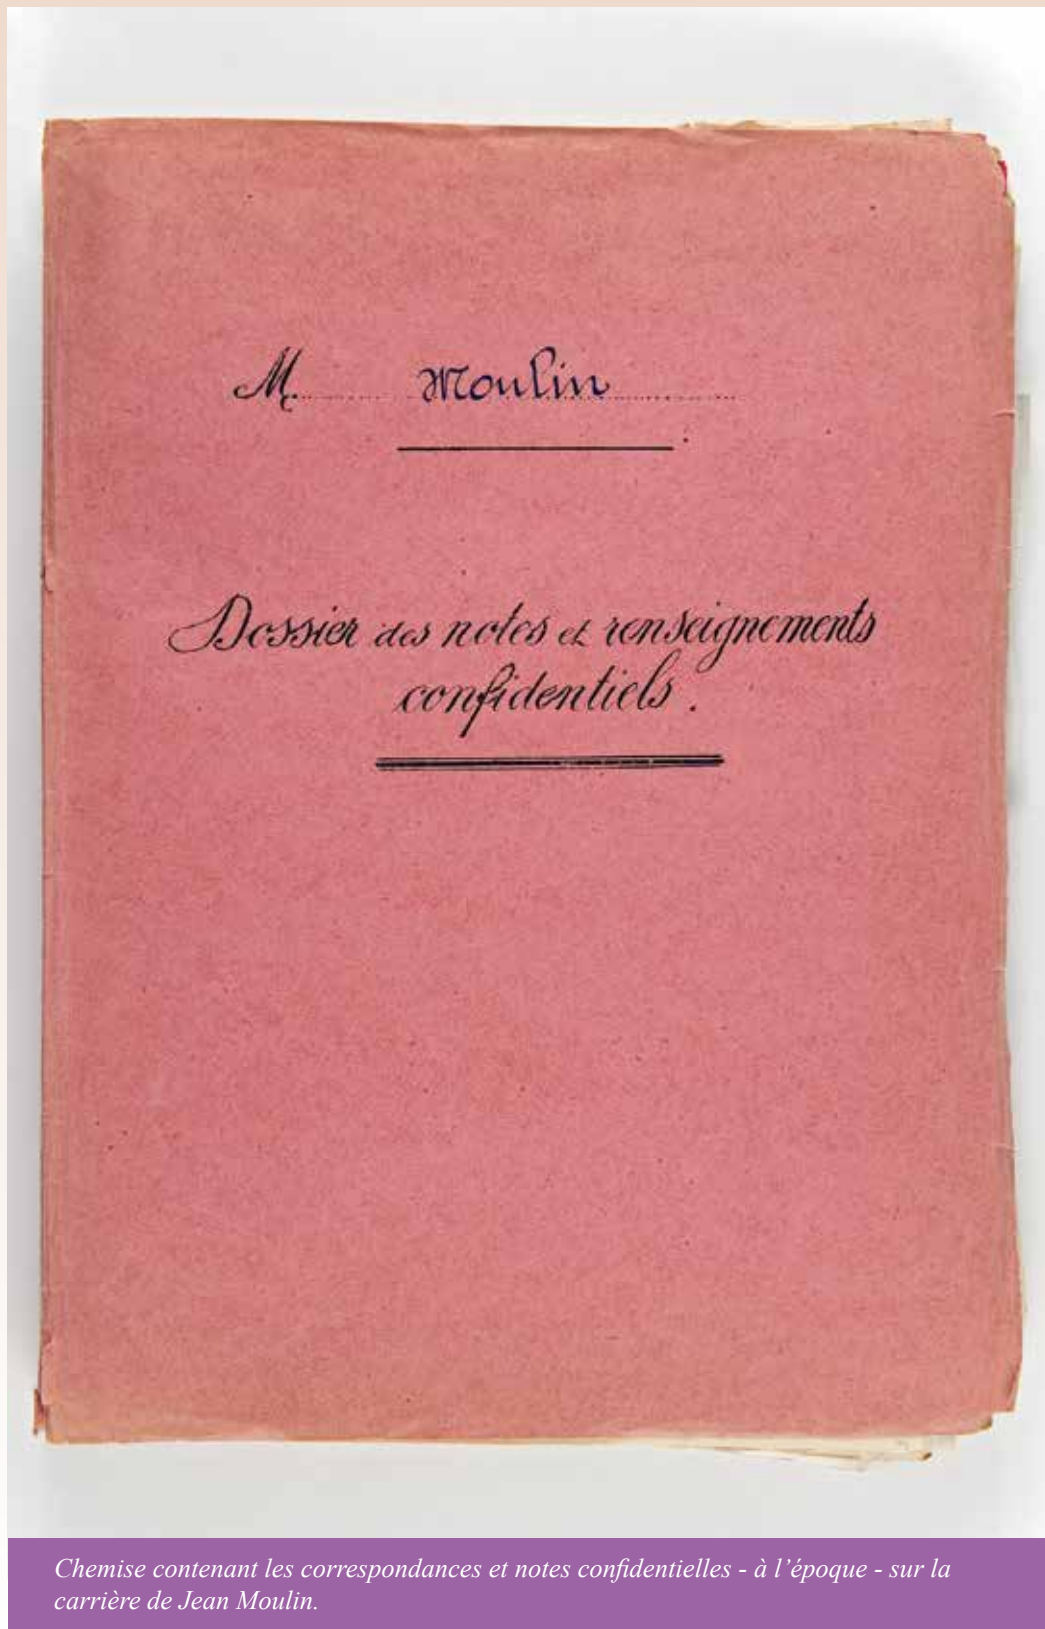 M. Moulin
Dossier des notes et renseignements
confidentiels.
Chemise contenant les correspondances et notes confidentielles - à l’époque - sur la
carrière de Jean Moulin.